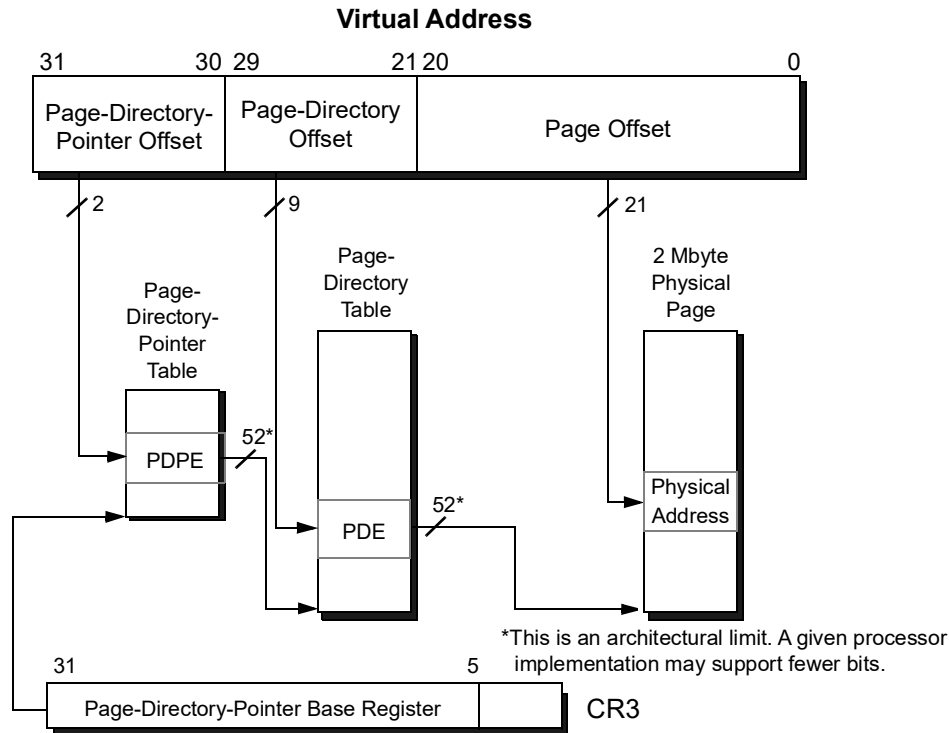 Virtual Address
31 30 29 21 20 0
Page-Directory-
Pointer Offset
Page-Directory
Offset
Page Offset
2
9
21
Page-
Directory-
Pointer
Table
Page-
Directory
Table
2 Mbyte
Physical
Page
PDPE
52*
PDE
52*
Physical
Address
*This is an architectural limit. A given processor
implementation may support fewer bits.
31 5
Page-Directory-Pointer Base Register
CR3